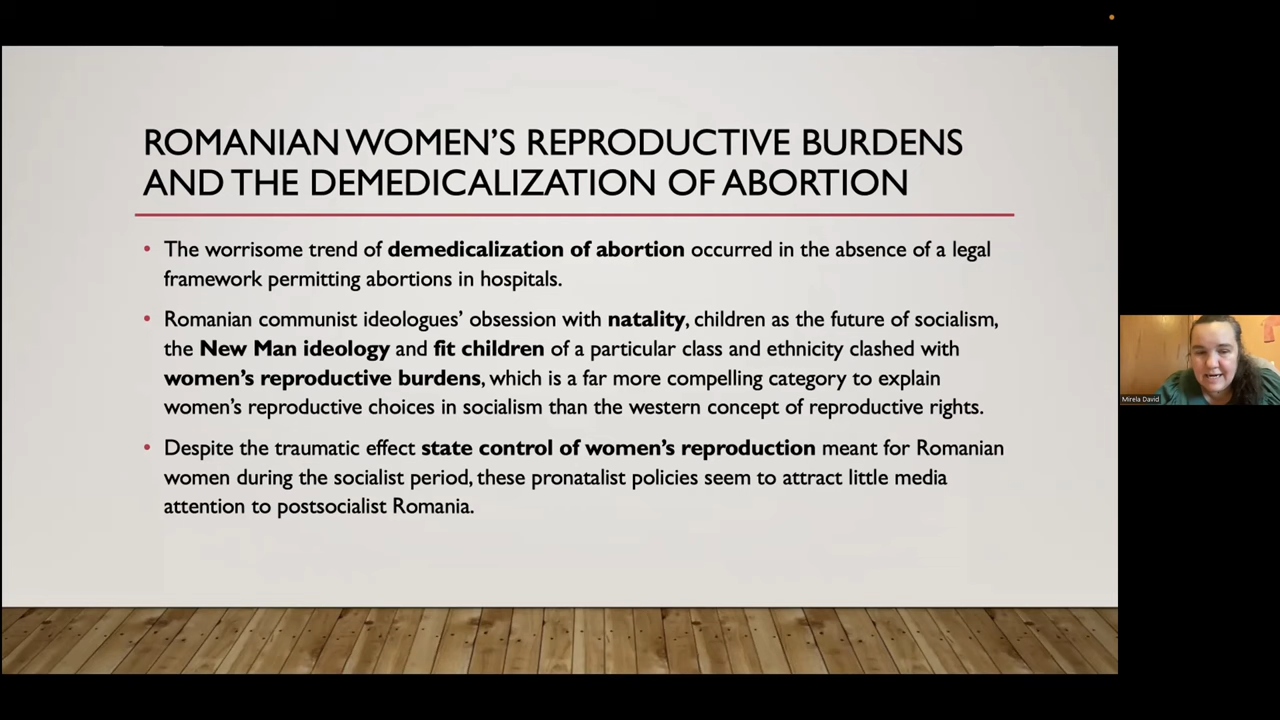 ROMANIAN WOMEN'S REPRODUCTIVE BURDENS
AND THE DEMEDICALIZATION OF ABORTION
• The worrisome trend of demedicalization of abortion occurred in the absence of a legal
framework permitting abortions in hospitals.
• Romanian communist ideologues' obsession with natality, children as the future of socialism,
the New Man ideology and fit children of a particular class and ethnicity clashed with
women's reproductive burdens, which is a far more compelling category to explain
women's reproductive choices in socialism than the western concept of reproductive rights.
• Despite the traumatic effect state control of women's reproduction meant for Romanian
women during the socialist period, these pronatalist policies seem to attract little media
attention to postsocialist Romania.
Mirela David